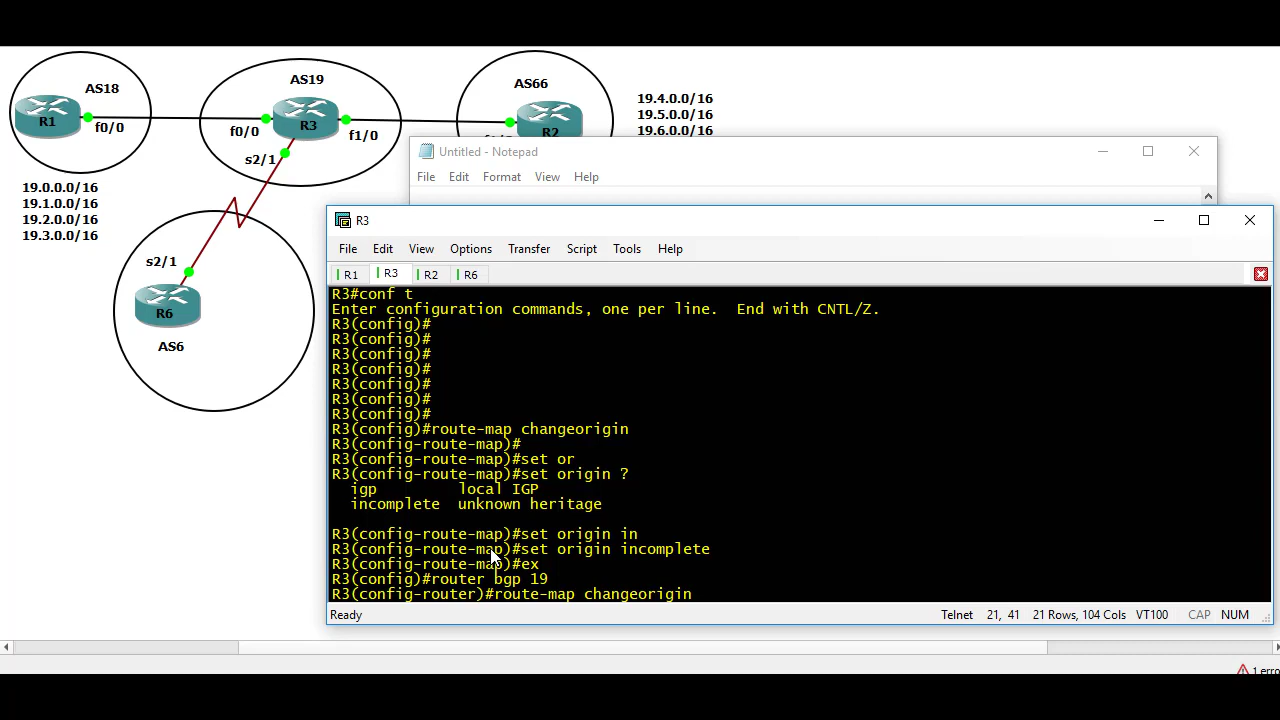 AS18
AS19
AS66
R1
f0/0
f0/0
R3
f1/0
R2
s2/1
19.4.0.0/16
19.5.0.0/16
19.6.0.0/16
19.0.0.0/16
19.1.0.0/16
19.2.0.0/16
19.3.0.0/16
s2/1
R6
AS6
Untitled - Notepad
File Edit Format View Help
R3
File Edit View Options Transfer Script Tools Help
R1 R3 R2 R6
R3#conf t
Enter configuration commands, one per line. End with CNTL/Z.
R3(config)#
R3(config)#
R3(config)#
R3(config)#
R3(config)#
R3(config)#
R3(config)#
R3(config)#route-map changeorigin
R3(config-route-map)#
R3(config-route-map)#set or
R3(config-route-map)#set origin ?
igp local IGP
incomplete unknown heritage
R3(config-route-map)#set origin in
R3(config-route-map)#set origin incomplete
R3(config-route-map)#ex
R3(config)#router bgp 19
R3(config-router)#route-map changeorigin
Ready Telnet 21, 41 21 Rows, 104 Cols VT100 CAP NUM
1 erro